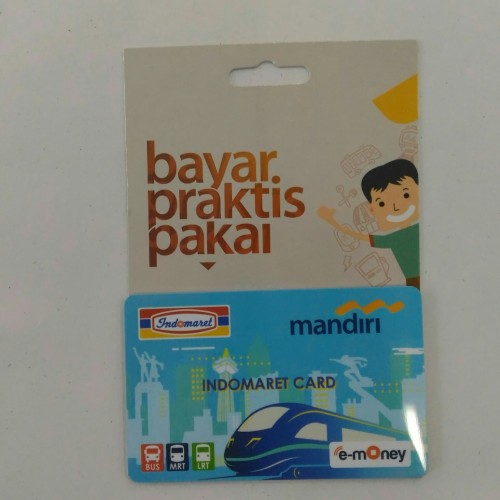 bayar
praktis
pakai
Indomaret
mandiri
INDOMARET CARD
BUS MRT LRT
e-money